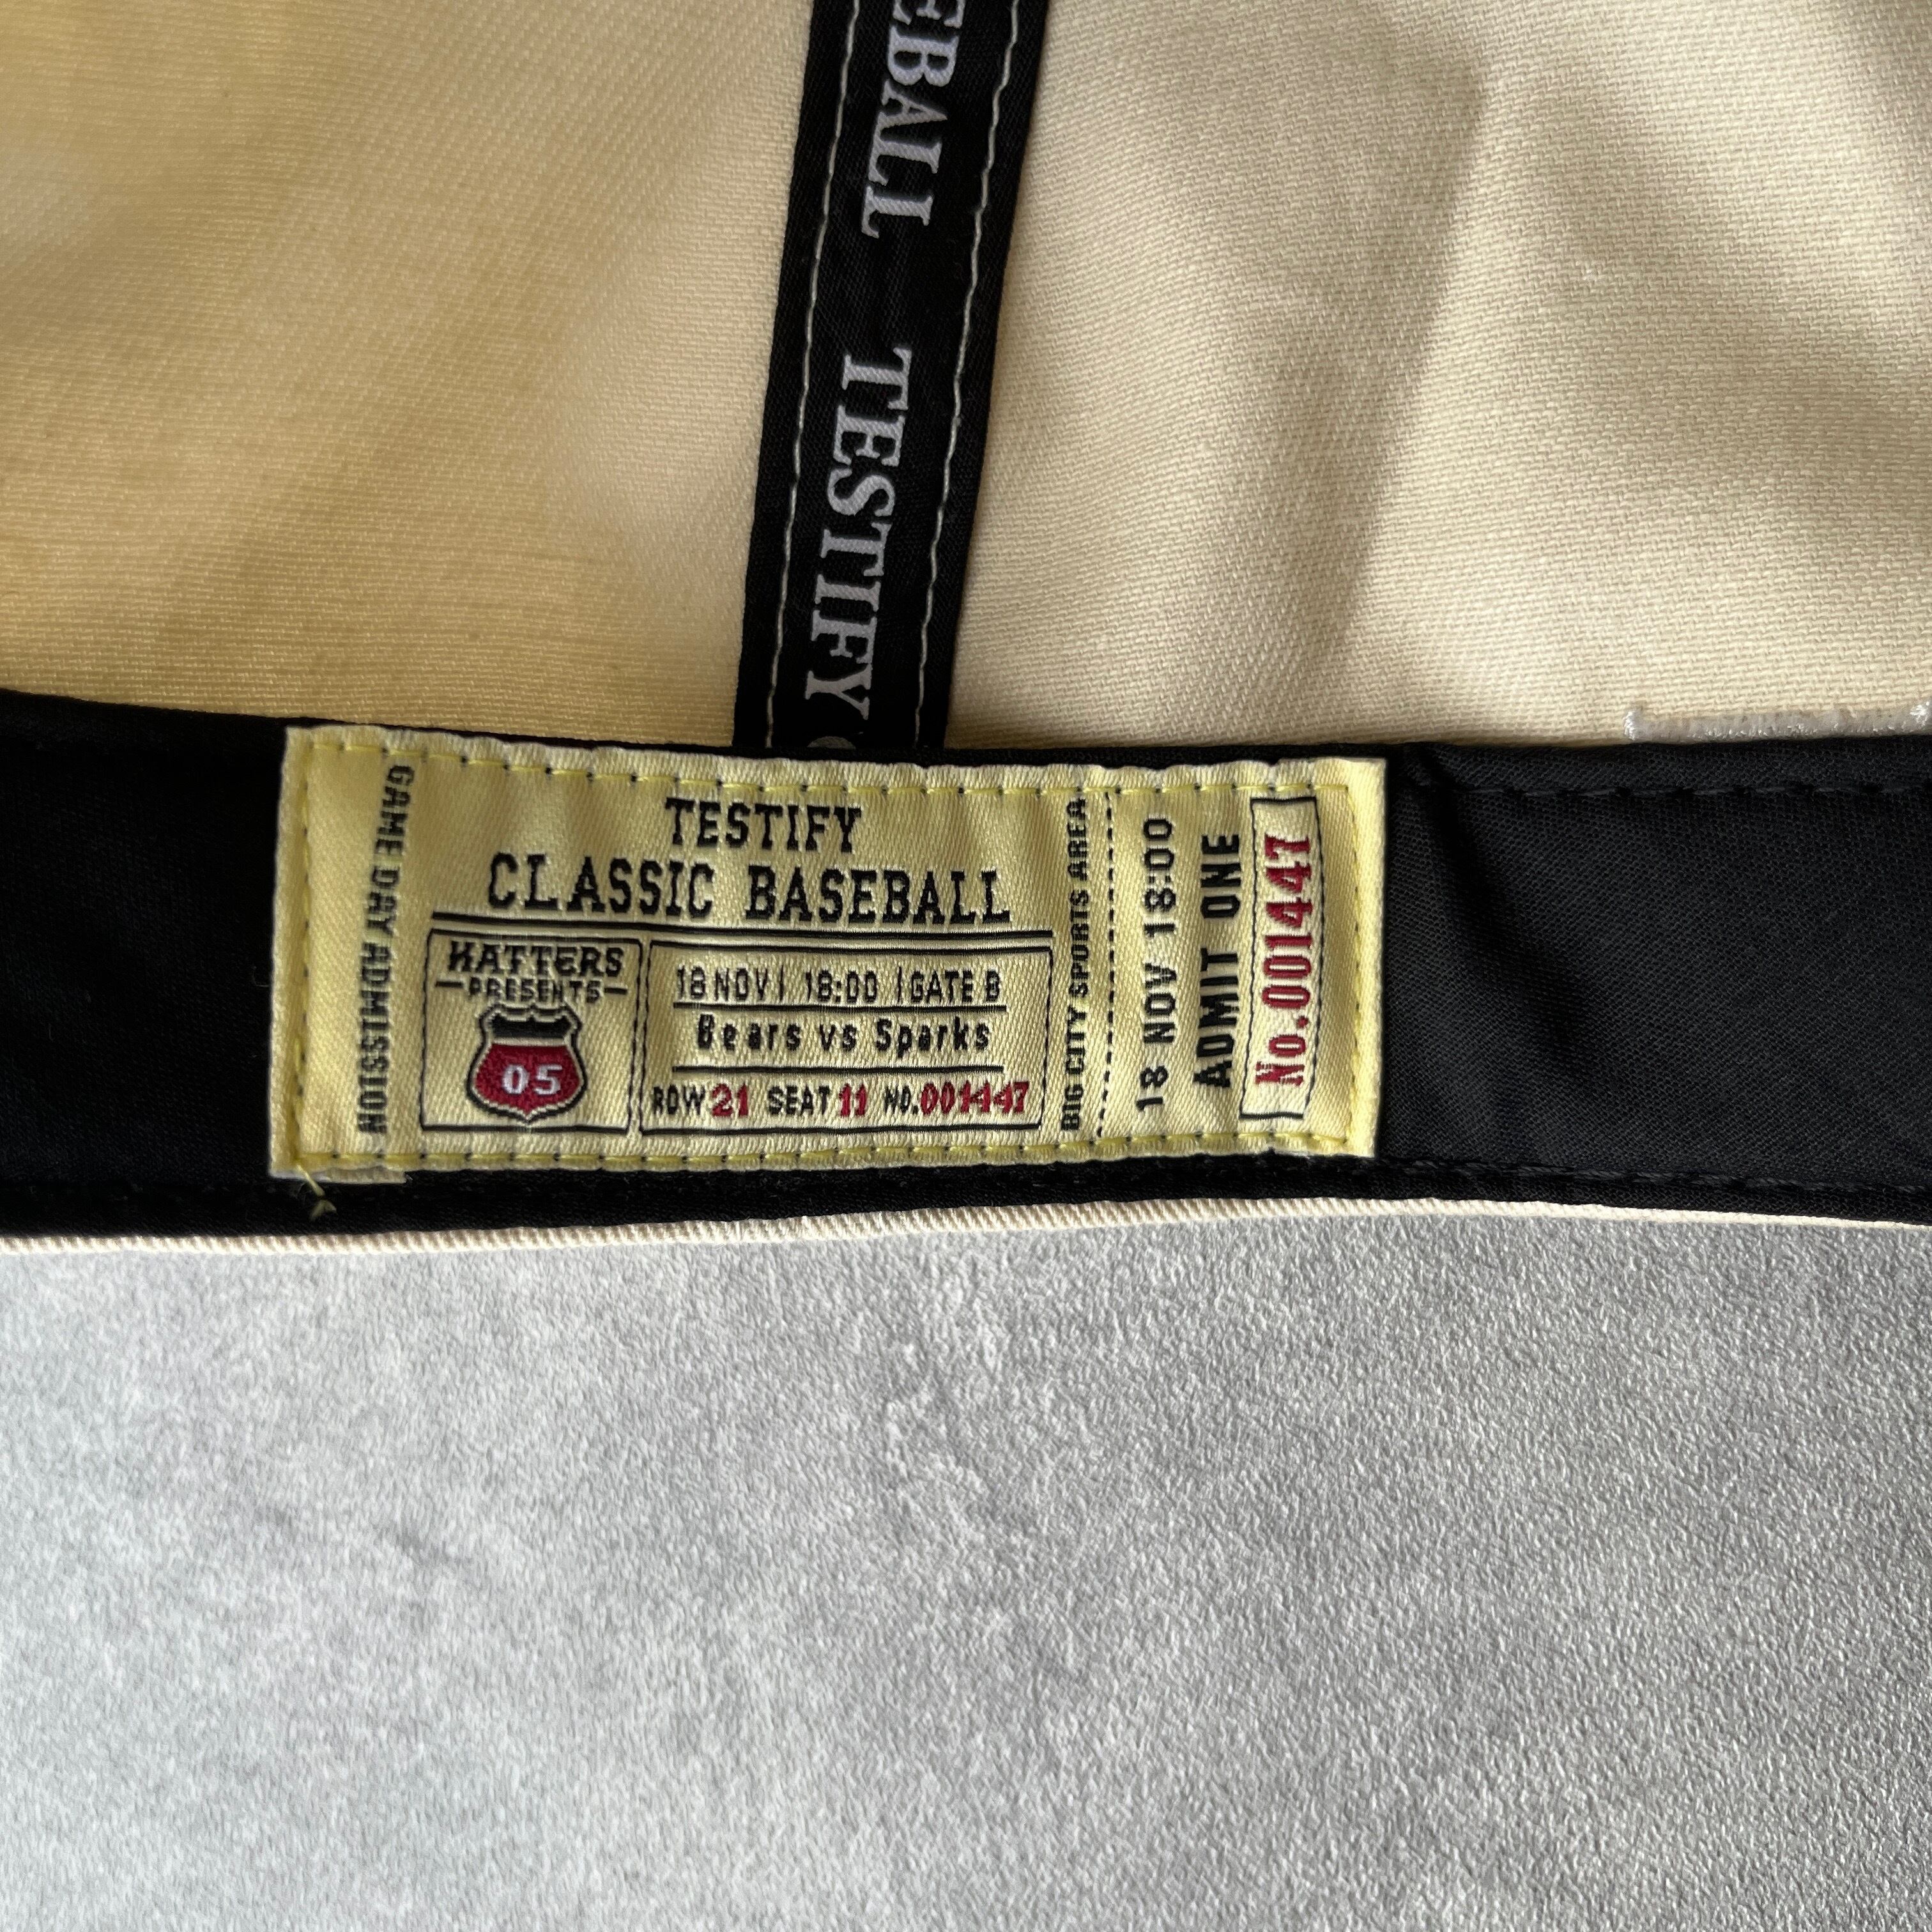 EBALL TESTIFY
GAME DAY ADMISSION
TESTIFY
CLASSIC BASEBALL
HATTERS
PRESENTS
05
18 NOV | 18:00 | GATE B
Bears vs Sparks
ROW 21 SEAT 11 NO.001447
BIG CITY SPORTS AREA
18 NOV 18:00
ADMIT ONE
No.001447